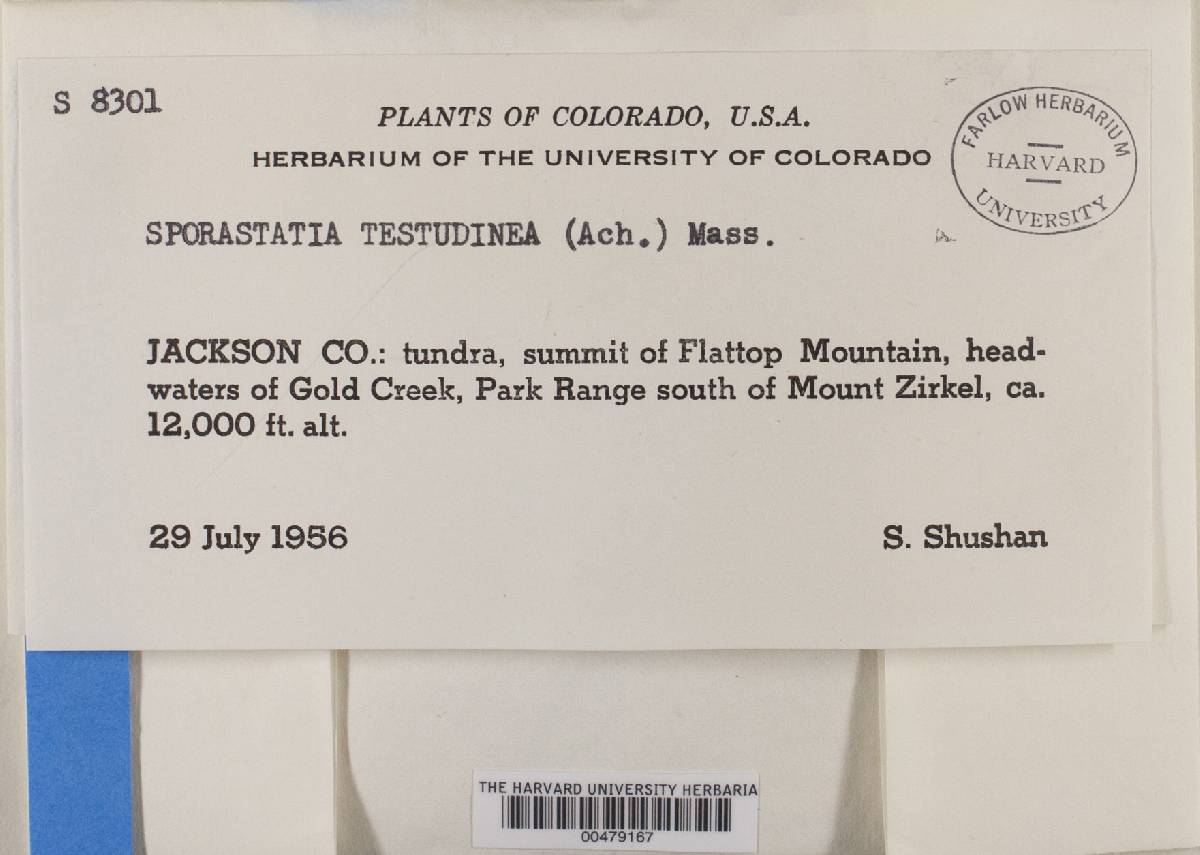 S 8301
PLANTS OF COLORADO, U.S.A.
HERBARIUM OF THE UNIVERSITY OF COLORADO
FARLOW HERBARIUM
HARVARD
UNIVERSITY
SPORASTATIA TESTUDINEA (Ach.) Mass.
JACKSON CO.: tundra, summit of Flattop Mountain, head-
waters of Gold Creek, Park Range south of Mount Zirkel, ca.
12,000 ft. alt.
29 July 1956
S. Shushan
THE HARVARD UNIVERSITY HERBARIA
00479167